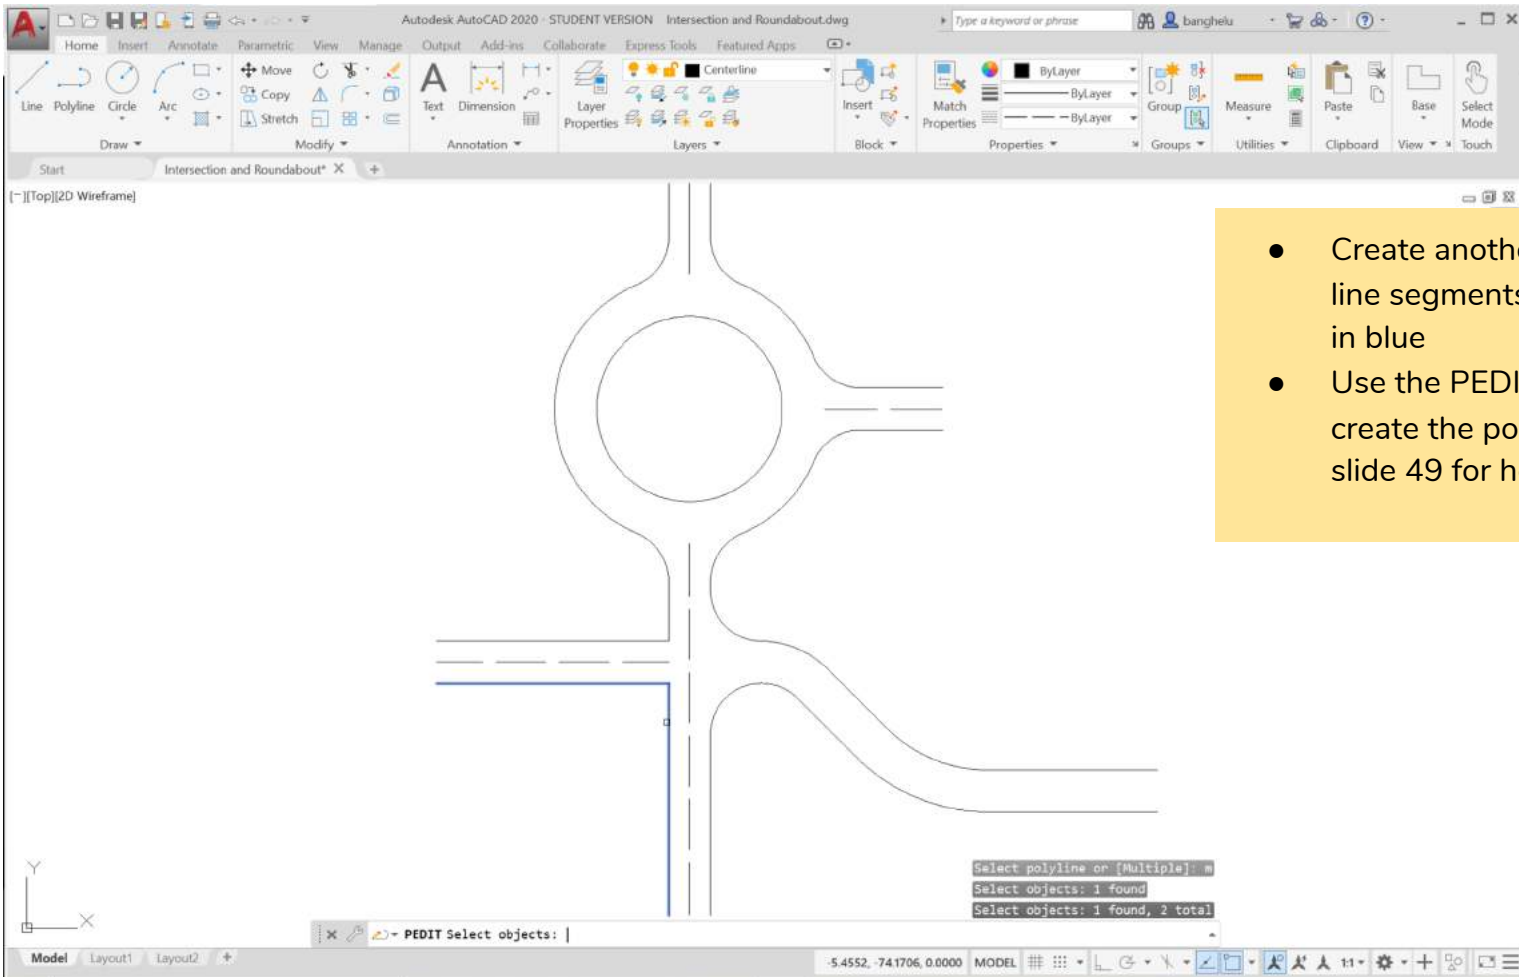 Autodesk AutoCAD 2020 - STUDENT VERSION Intersection and Roundabout.dwg
Type a keyword or phrase
banghelu
Home Insert Annotate Parametric View Manage Output Add-ins Collaborate Express Tools Featured Apps
Line Polyline Circle Arc
Move
Copy
Stretch
Text Dimension
Layer
Properties
Centerline
Insert
Match
Properties
ByLayer
ByLayer
ByLayer
Group
Measure
Paste
Base
Select
Mode
Draw Modify Annotation Layers Block Properties Groups Utilities Clipboard View Touch
Start Intersection and Roundabout* +
[-][Top][2D Wireframe]
● Create anothe
line segments
in blue
● Use the PEDI
create the po
slide 49 for h
Select polyline or [Multiple]: m
Select objects: 1 found
Select objects: 1 found, 2 total
Y
X
PEDIT Select objects:
Model Layout1 Layout2 +
-5.4552, -74.1706, 0.0000 MODEL 1:1